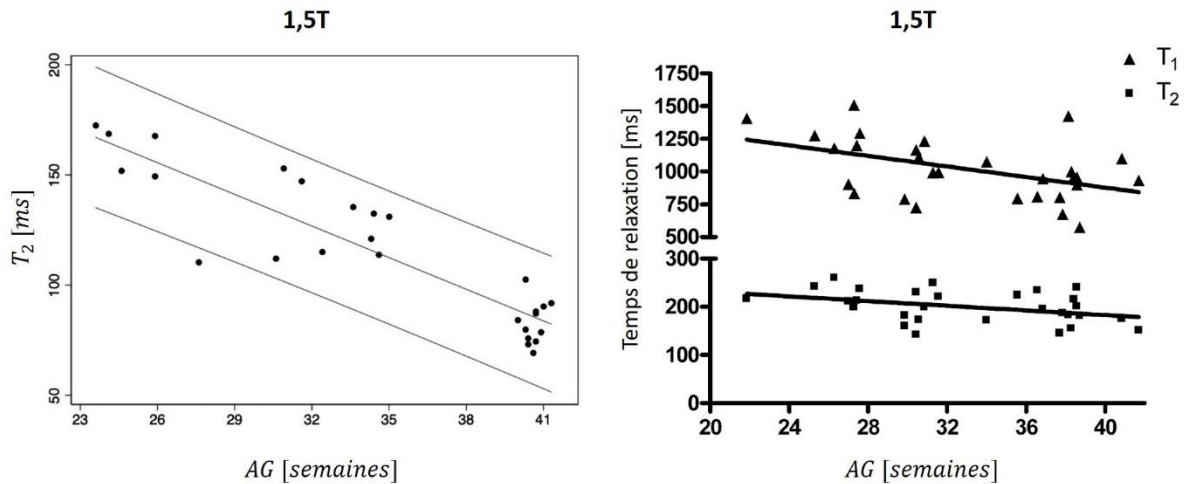 1,5T
T₂ [ms]
200
150
100
50
23 26 29 32 35 38 41
AG [semaines]
1,5T
T₁
T₂
Temps de relaxation [ms]
1750
1500
1250
1000
750
500
300
200
100
0
20 24 28 32 36 40
AG [semaines]